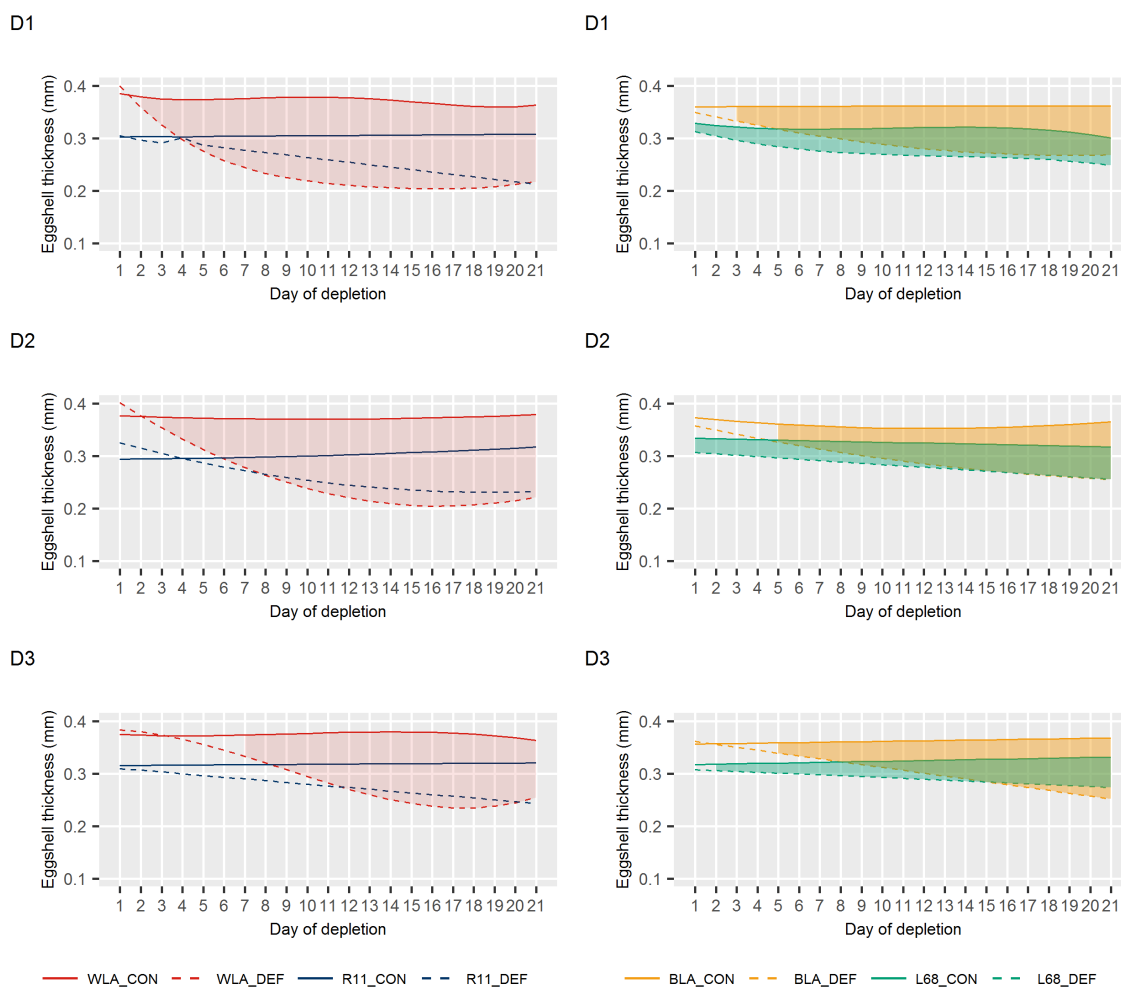 D1
Eggshell thickness (mm)
0.4
0.3
0.2
0.1
1 2 3 4 5 6 7 8 9 10 11 12 13 14 15 16 17 18 19 20 21
Day of depletion
D1
Eggshell thickness (mm)
0.4
0.3
0.2
0.1
1 2 3 4 5 6 7 8 9 10 11 12 13 14 15 16 17 18 19 20 21
Day of depletion
D2
Eggshell thickness (mm)
0.4
0.3
0.2
0.1
1 2 3 4 5 6 7 8 9 10 11 12 13 14 15 16 17 18 19 20 21
Day of depletion
D2
Eggshell thickness (mm)
0.4
0.3
0.2
0.1
1 2 3 4 5 6 7 8 9 10 11 12 13 14 15 16 17 18 19 20 21
Day of depletion
D3
Eggshell thickness (mm)
0.4
0.3
0.2
0.1
1 2 3 4 5 6 7 8 9 10 11 12 13 14 15 16 17 18 19 20 21
Day of depletion
D3
Eggshell thickness (mm)
0.4
0.3
0.2
0.1
1 2 3 4 5 6 7 8 9 10 11 12 13 14 15 16 17 18 19 20 21
Day of depletion
WLA_CON WLA_DEF R11_CON R11_DEF
BLA_CON BLA_DEF L68_CON L68_DEF